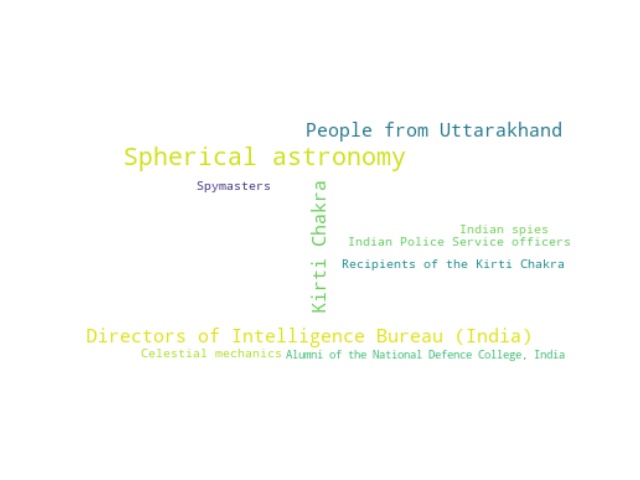 People from Uttarakhand
Spherical astronomy
Spymasters
Kirti Chakra
Indian spies
Indian Police Service officers
Recipients of the Kirti Chakra
Directors of Intelligence Bureau (India)
Celestial mechanics
Alumni of the National Defence College, India